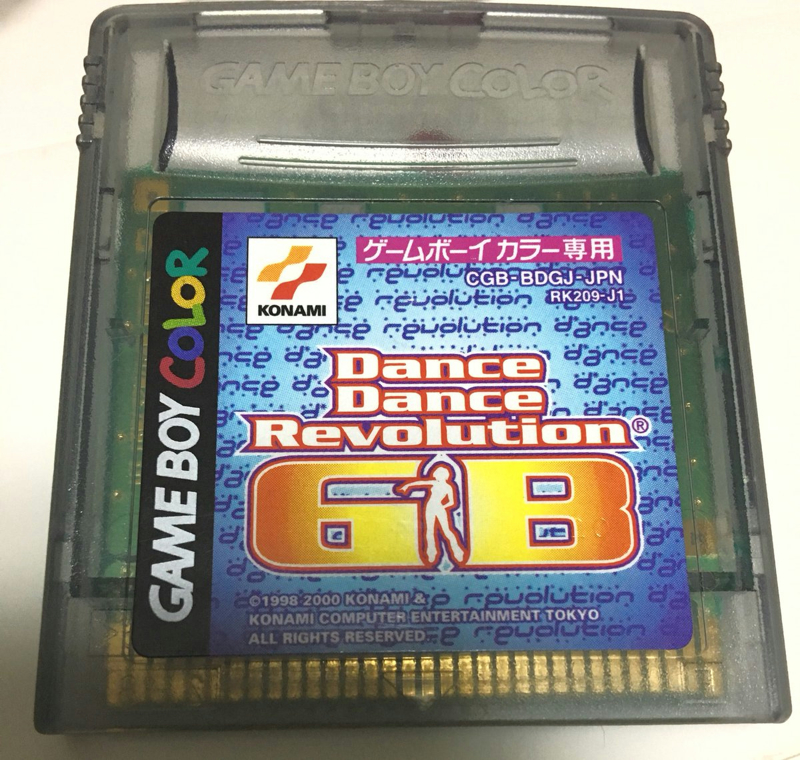 GAME BOY COLOR
GAME BOY COLOR
KONAMI
ゲームボーイ カラー専用
CGB-BDGJ-JPN
RK209-J1
Dance
Dance
Revolution®
GB
©1998 2000 KONAMI &
KONAMI COMPUTER ENTERTAINMENT TOKYO
ALL RIGHTS RESERVED.